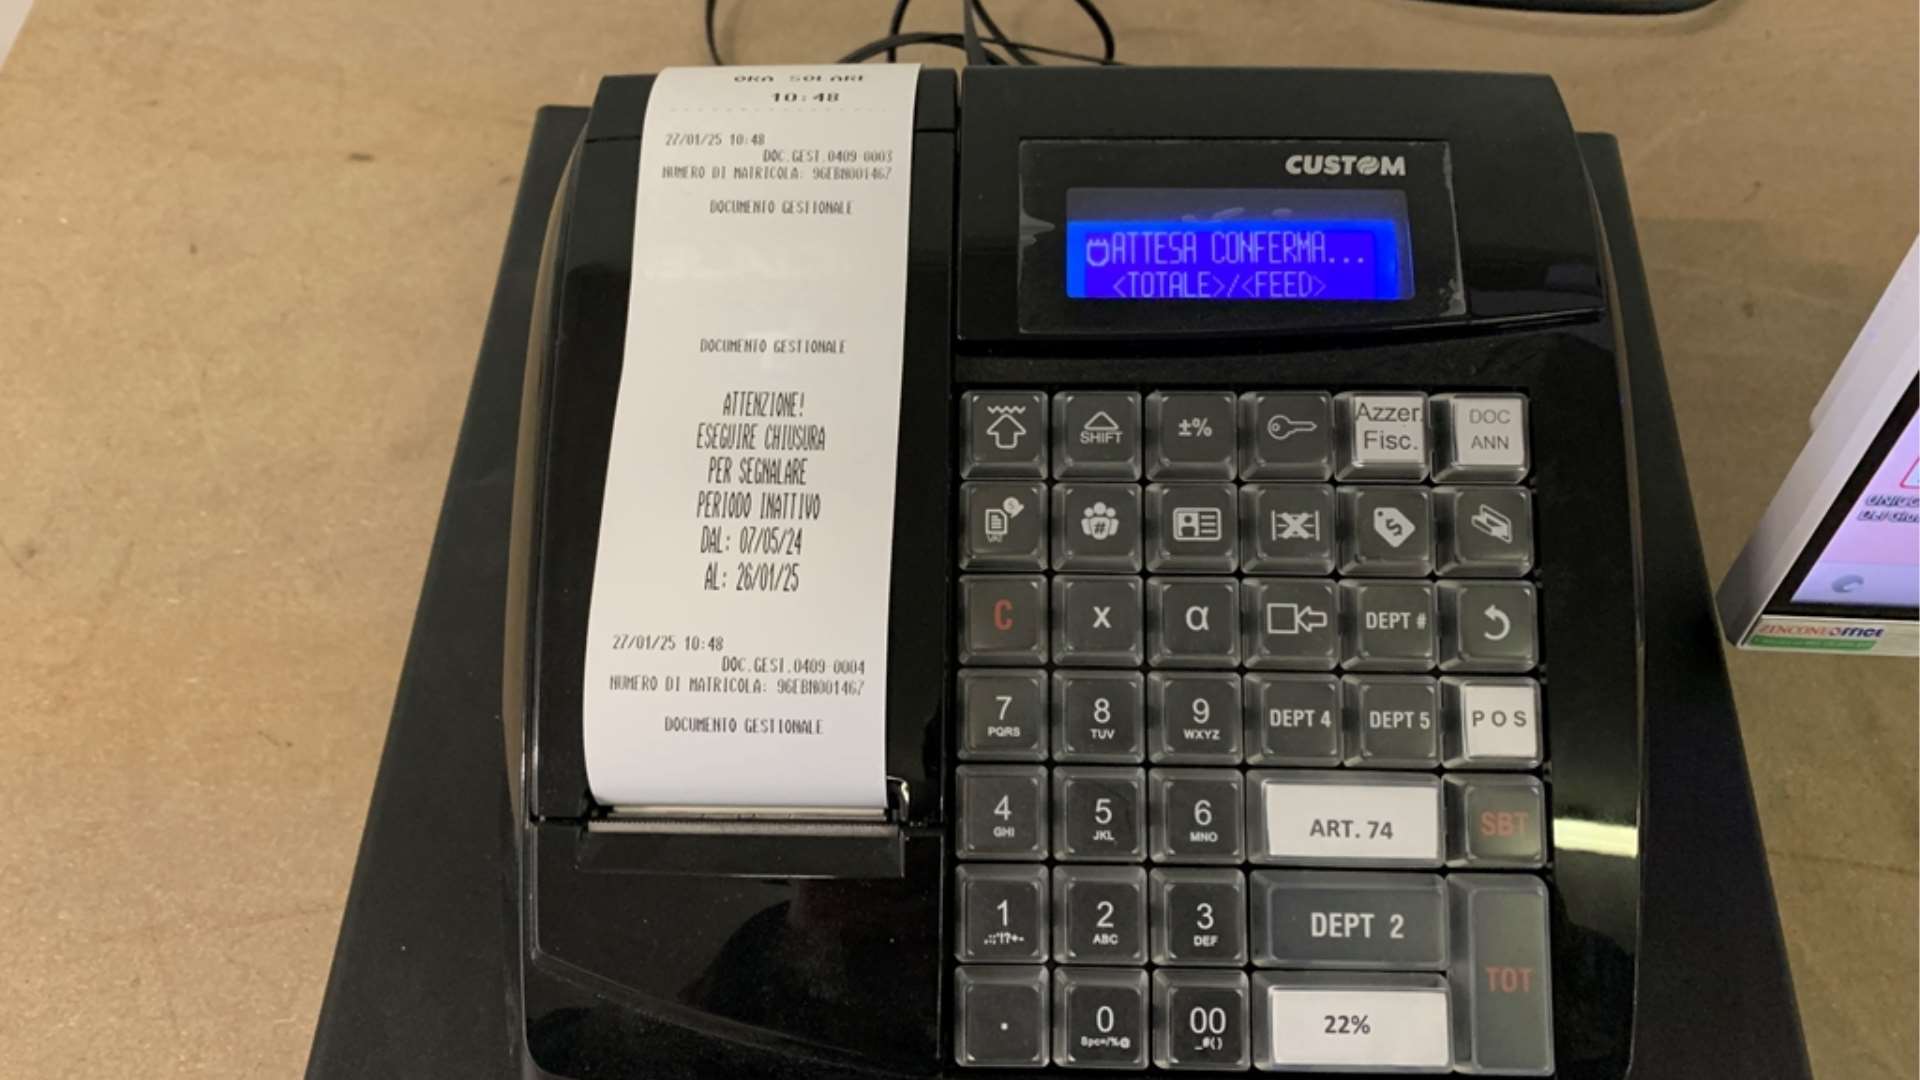 ORA SOLARE
10:48
27/01/25 10:48
DOC.GEST.0409-0003
NUMERO DI MATRICOLA: 96EBN001467
DOCUMENTO GESTIONALE
DOCUMENTO GESTIONALE
ATTENZIONE!
ESEGUIRE CHIUSURA
PER SEGNALARE
PERIODO INATTIVO
DAL: 07/05/24
AL: 26/01/25
27/01/25 10:48
DOC.GEST.0409-0004
NUMERO DI MATRICOLA: 96EBN001467
DOCUMENTO GESTIONALE
CUSTOM
ATTESA CONFERMA...
<TOTALE>/<FEED>
SHIFT
±%
Azzer.
Fisc.
DOC
ANN
VAT
#
$
C
X
α
DEPT #
7
PQRS
8
TUV
9
WXYZ
DEPT 4
DEPT 5
POS
4
GHI
5
JKL
6
MNO
ART. 74
SBT
1
.:;'!?+-
2
ABC
3
DEF
DEPT 2
TOT
.
0
Spc=/%@
00
_#()
22%
ZINCONEOFFICE